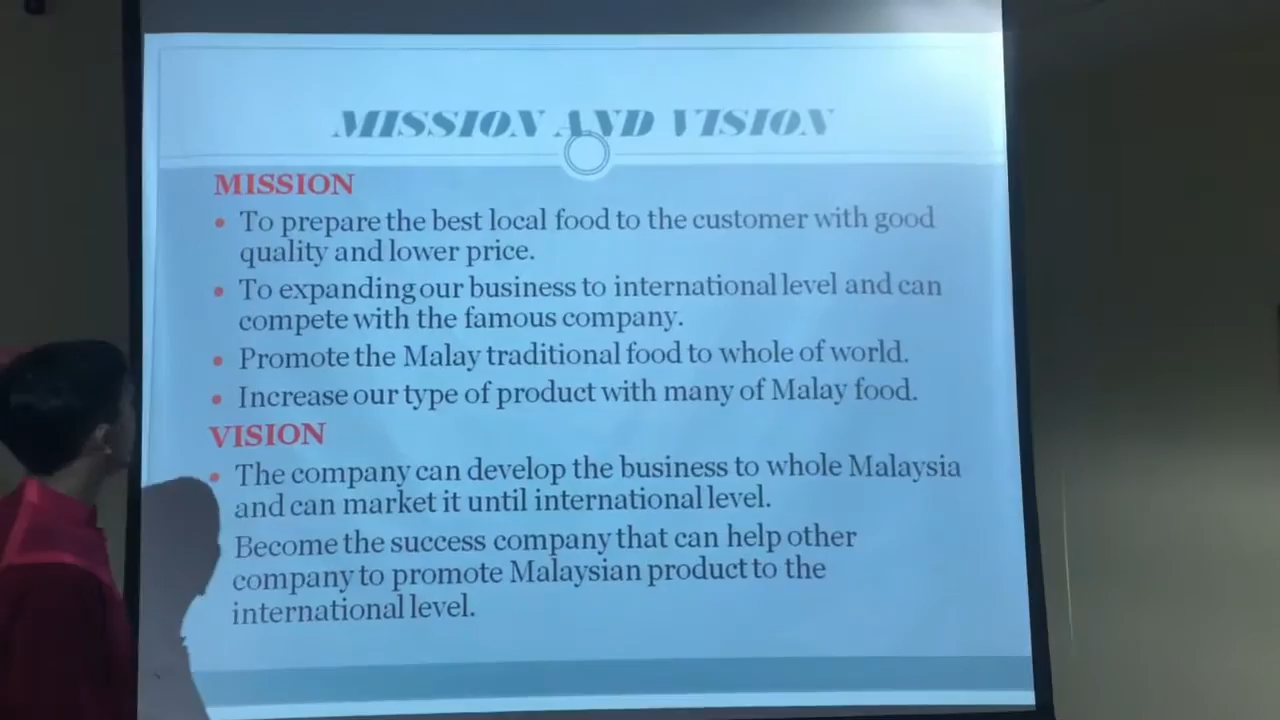 MISSION AND VISION
MISSION
• To prepare the best local food to the customer with good
quality and lower price.
• To expanding our business to international level and can
compete with the famous company.
• Promote the Malay traditional food to whole of world.
• Increase our type of product with many of Malay food.
VISION
• The company can develop the business to whole Malaysia
and can market it until international level.
Become the success company that can help other
company to promote Malaysian product to the
international level.